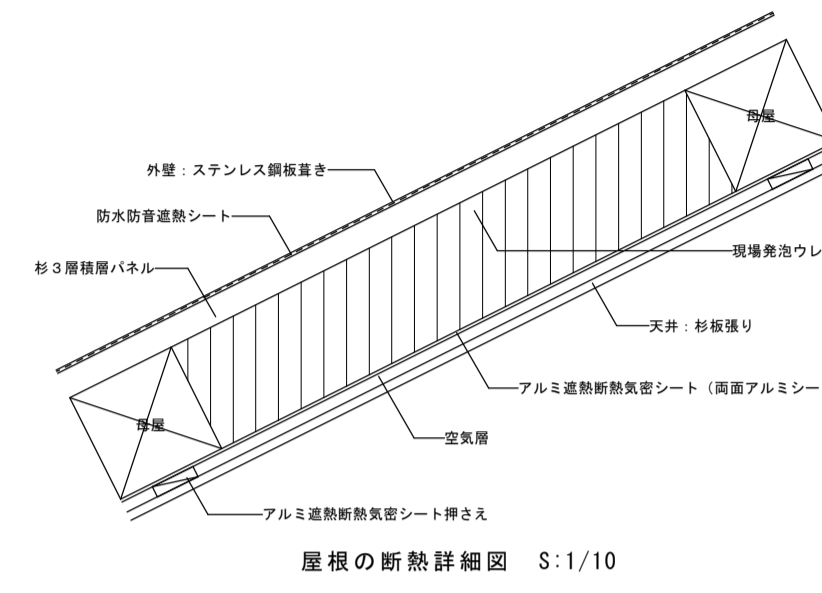 母屋
外壁：ステンレス鋼板葺き
防水防音遮熱シート
現場発泡ウレ
杉３層積層パネル
天井：杉板張り
アルミ遮熱断熱気密シート（両面アルミシー
母屋
空気層
アルミ遮熱断熱気密シート押さえ
屋根の断熱詳細図　S:1/10